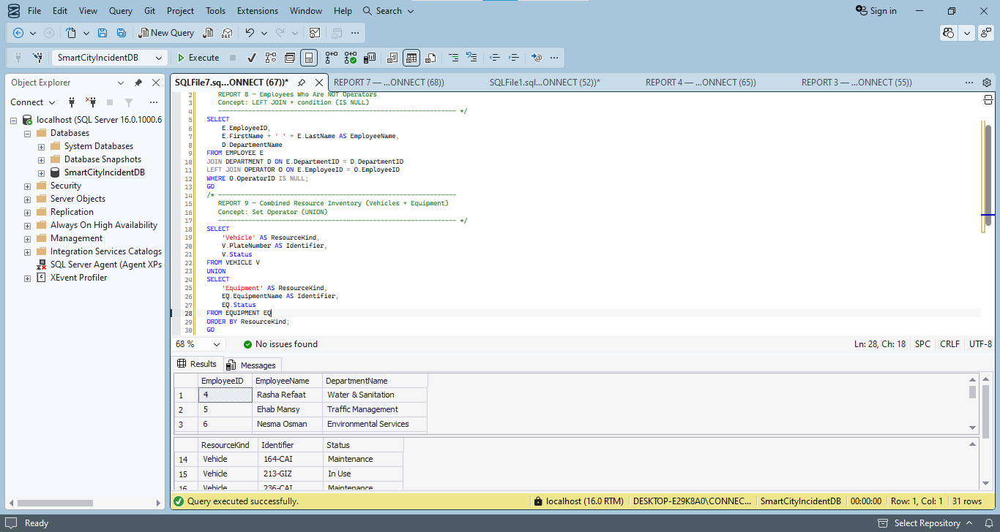 File Edit View Query Git Project Tools Extensions Window Help Search Sign in
New Query DAX
SmartCityIncidentDB Execute
Object Explorer
Connect
localhost (SQL Server 16.0.1000.6
Databases
System Databases
Database Snapshots
SmartCityIncidentDB
Security
Server Objects
Replication
Always On High Availability
Management
Integration Services Catalogs
SQL Server Agent (Agent XPs
XEvent Profiler
SQLFile7.sq...ONNECT (67))* REPORT 7 — ...ONNECT (68)) SQLFile1.sql...ONNECT (52))* REPORT 4 — ...ONNECT (65)) REPORT 3 — ...ONNECT (55))
2 REPORT 8 — Employees Who Are NOT Operators
3 Concept: LEFT JOIN + condition (IS NULL)
4 -------------------------------------------------------------- */
5 SELECT
6 E.EmployeeID,
7 E.FirstName + ' ' + E.LastName AS EmployeeName,
8 D.DepartmentName
9 FROM EMPLOYEE E
10 JOIN DEPARTMENT D ON E.DepartmentID = D.DepartmentID
11 LEFT JOIN OPERATOR O ON E.EmployeeID = O.EmployeeID
12 WHERE O.OperatorID IS NULL;
13 GO
14 /* --------------------------------------------------------------
15 REPORT 9 — Combined Resource Inventory (Vehicles + Equipment)
16 Concept: Set Operator (UNION)
17 -------------------------------------------------------------- */
18 SELECT
19 'Vehicle' AS ResourceKind,
20 V.PlateNumber AS Identifier,
21 V.Status
22 FROM VEHICLE V
23 UNION
24 SELECT
25 'Equipment' AS ResourceKind,
26 EQ.EquipmentName AS Identifier,
27 EQ.Status
28 FROM EQUIPMENT EQ
29 ORDER BY ResourceKind;
30 GO
68 % No issues found Ln: 28, Ch: 18 SPC CRLF UTF-8
Results Messages
EmployeeID EmployeeName DepartmentName
1 4 Rasha Refaat Water & Sanitation
2 5 Ehab Mansy Traffic Management
3 6 Nesma Osman Environmental Services
ResourceKind Identifier Status
14 Vehicle 164-CAI Maintenance
15 Vehicle 213-GIZ In Use
16 Vehicle 236-CAI Maintenance
Query executed successfully. localhost (16.0 RTM) DESKTOP-E29K8A0\CONNEC... SmartCityIncidentDB 00:00:00 Row: 1, Col: 1 31 rows
Ready Select Repository